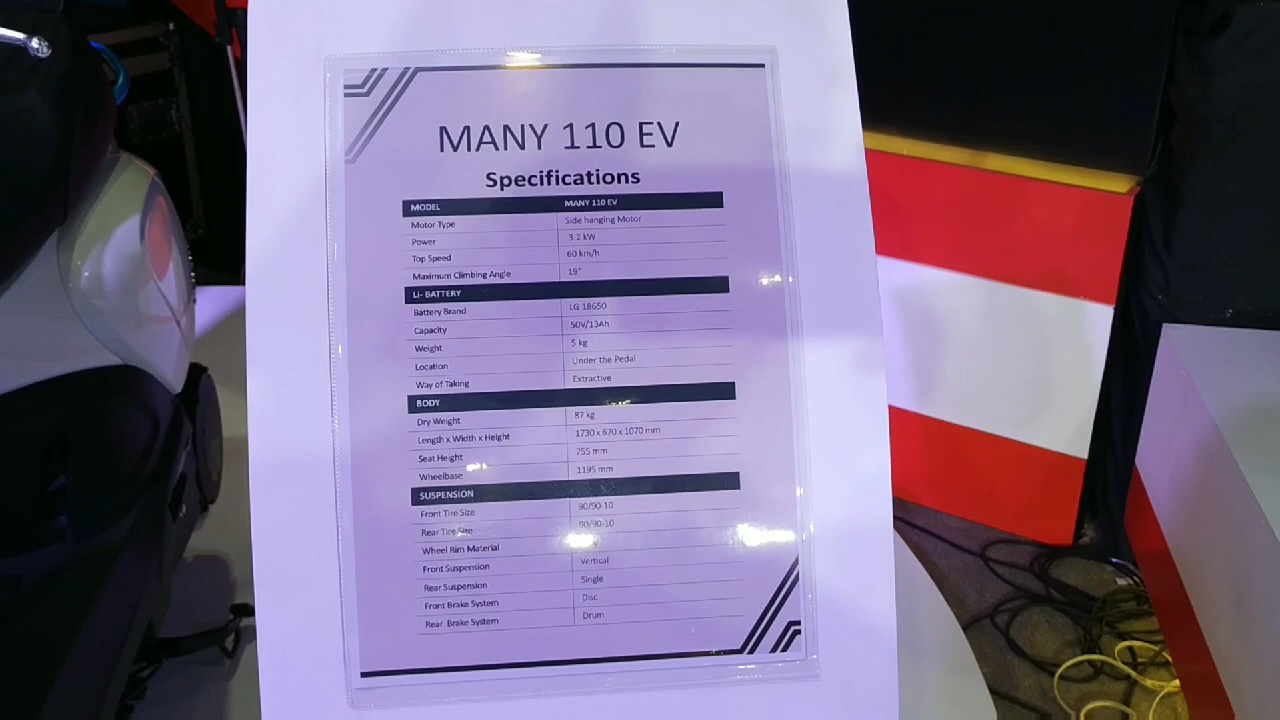 MANY 110 EV
Specifications
MODEL MANY 110 EV
Motor Type Side hanging Motor
Power 3.2 kW
Top Speed 60 km/h
Maximum Climbing Angle 19°
Li- BATTERY
Battery Brand LG 18650
Capacity 50V/13Ah
Weight 5 kg
Location Under the Pedal
Way of Taking Extractive
BODY
Dry Weight 87 kg
Length x Width x Height 1730 x 670 x 1070 mm
Seat Height 755 mm
Wheelbase 1195 mm
SUSPENSION
Front Tire Size 90/90-10
Rear Tire Size 90/90-10
Wheel Rim Material
Front Suspension Vertical
Rear Suspension Single
Front Brake System Disc
Rear Brake System Drum